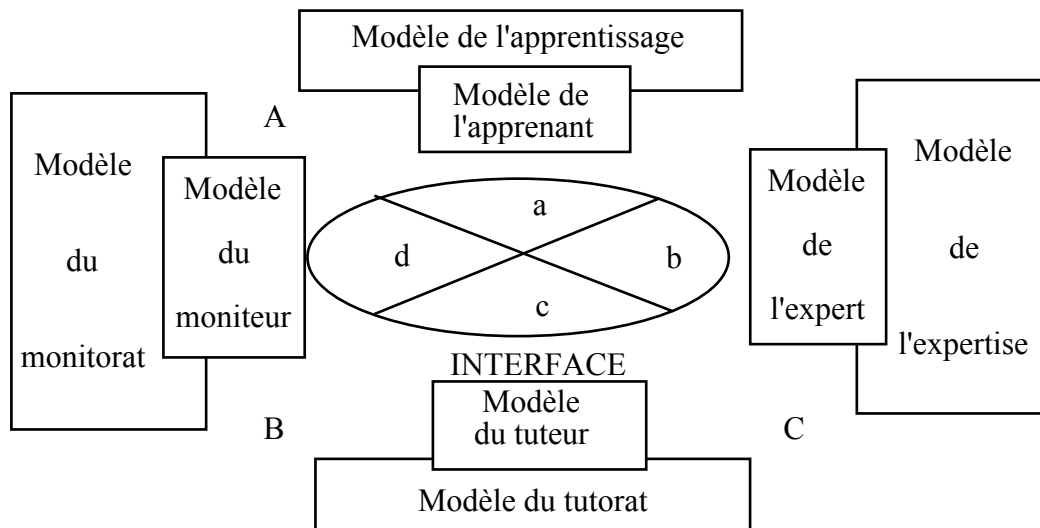 Modèle de l'apprentissage
Modèle de
l'apprenant
A
Modèle
du
monitorat
Modèle
du
moniteur
a
d
b
c
Modèle
de
l'expert
Modèle
de
l'expertise
INTERFACE
B
Modèle
du tuteur
C
Modèle du tutorat